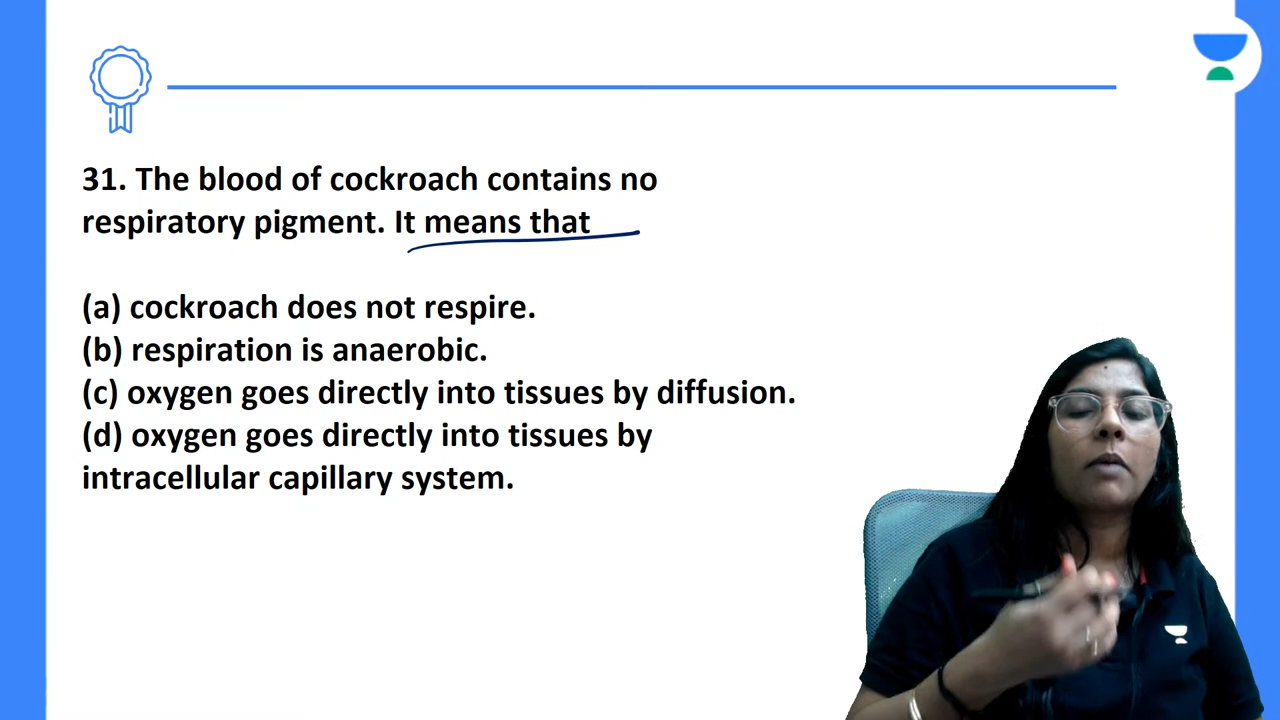 31. The blood of cockroach contains no
respiratory pigment. It means that
(a) cockroach does not respire.
(b) respiration is anaerobic.
(c) oxygen goes directly into tissues by diffusion.
(d) oxygen goes directly into tissues by
intracellular capillary system.